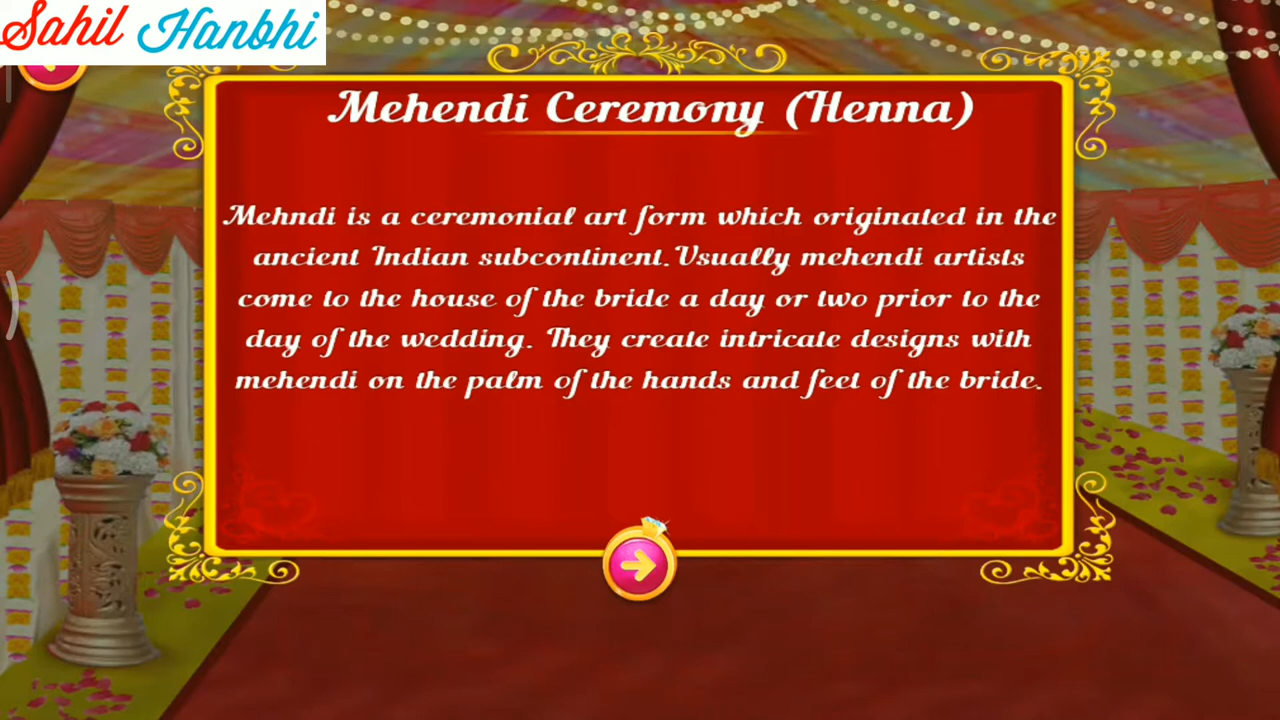 Sahil Hanbhi
Mehendi Ceremony (Henna)
Mehndi is a ceremonial art form which originated in the
ancient Indian subcontinent.Usually mehendi artists
come to the house of the bride a day or two prior to the
day of the wedding. They create intricate designs with
mehendi on the palm of the hands and feet of the bride.